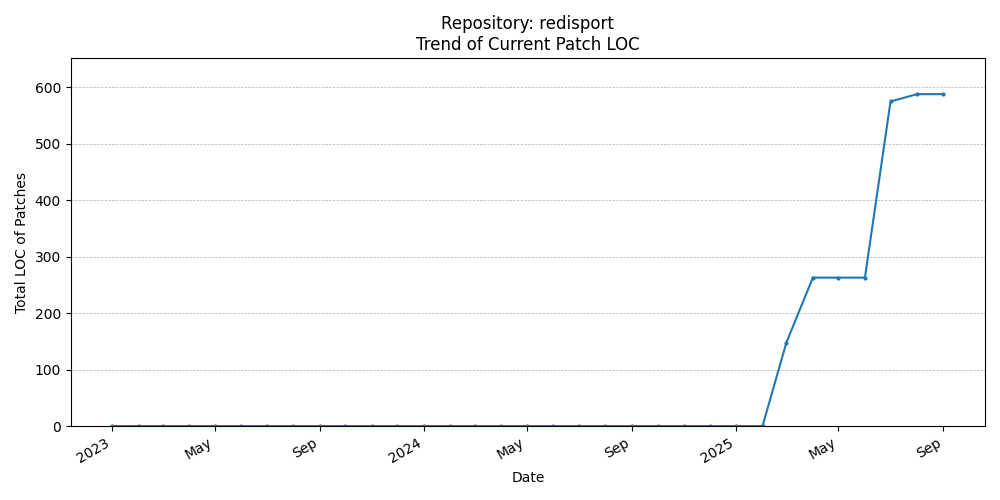 Repository: redisport
Trend of Current Patch LOC
Total LOC of Patches
600
500
400
300
200
100
0
2023
May
Sep
2024
May
Sep
2025
May
Sep
Date